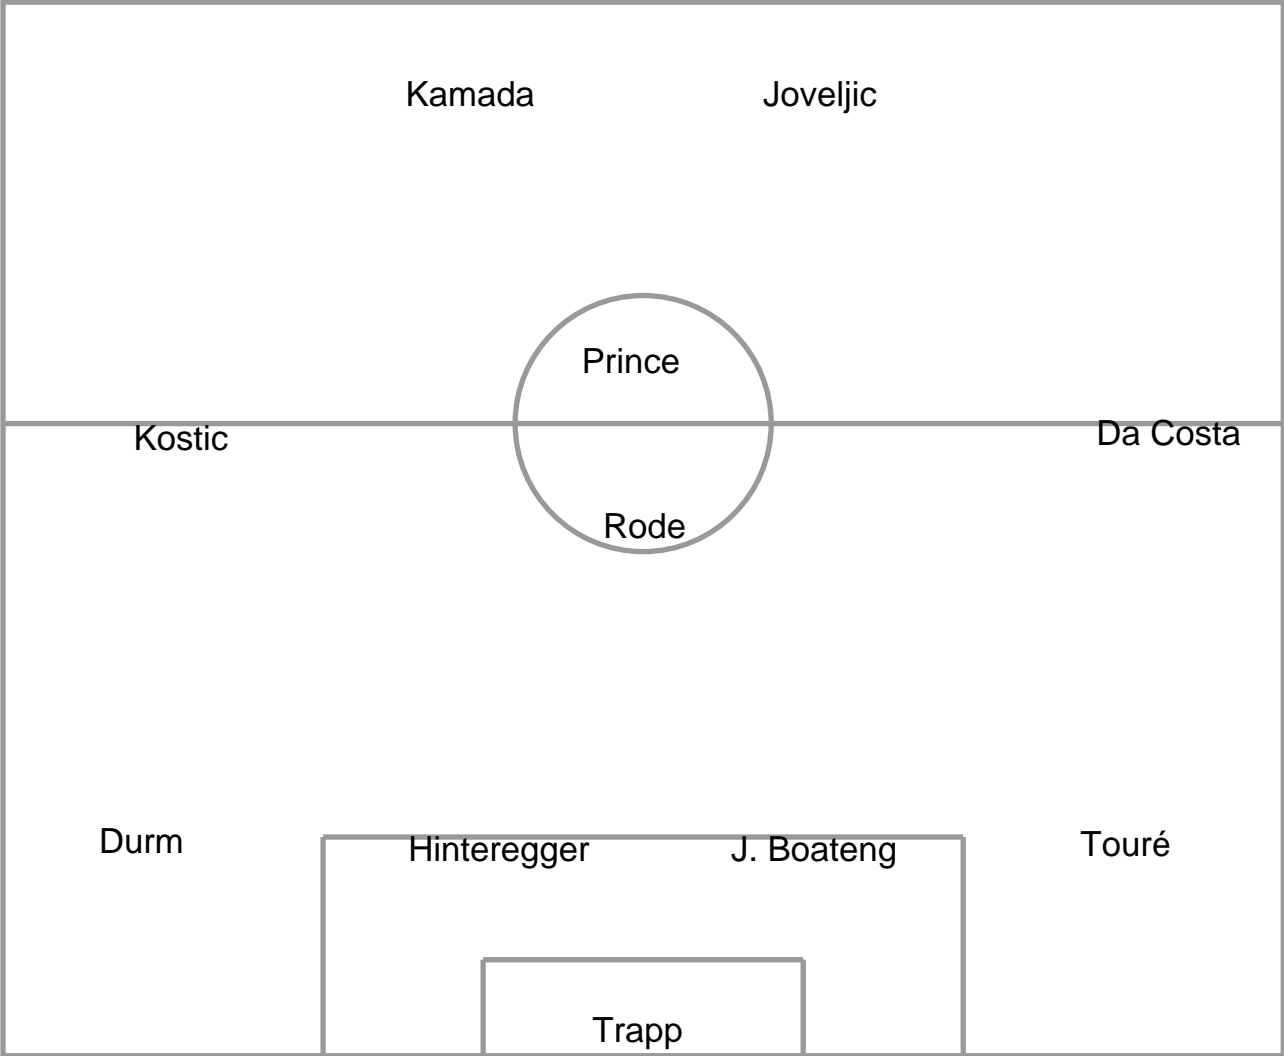 Kamada Joveljic
Prince
Kostic Da Costa
Rode
Durm Hinteregger J. Boateng Touré
Trapp